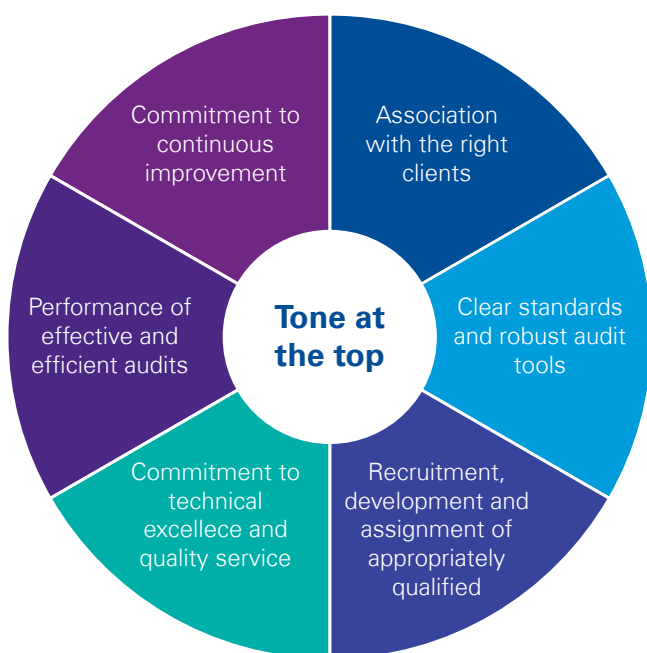 Commitment to
continuous
improvement
Association
with the right
clients
Performance of
effective and
efficient audits
Tone at
the top
Clear standards
and robust audit
tools
Commitment to
technical
excellece and
quality service
Recruitment,
development and
assignment of
appropriately
qualified